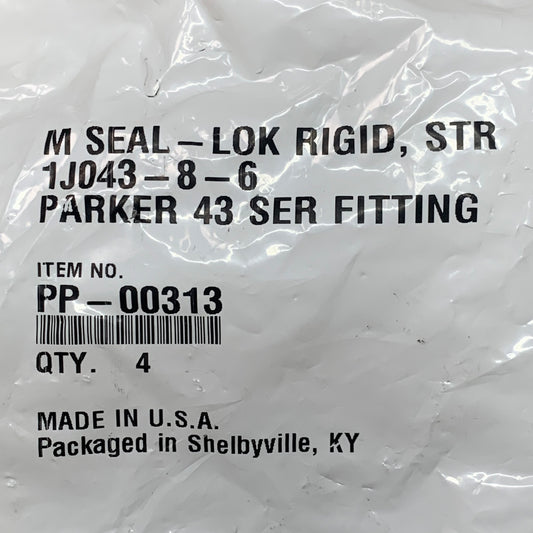 M SEAL-LOK RIGID, STR
1J043-8-6
PARKER 43 SER FITTING
ITEM NO.
PP-00313
QTY. 4
MADE IN U.S.A.
Packaged in Shelbyville, KY